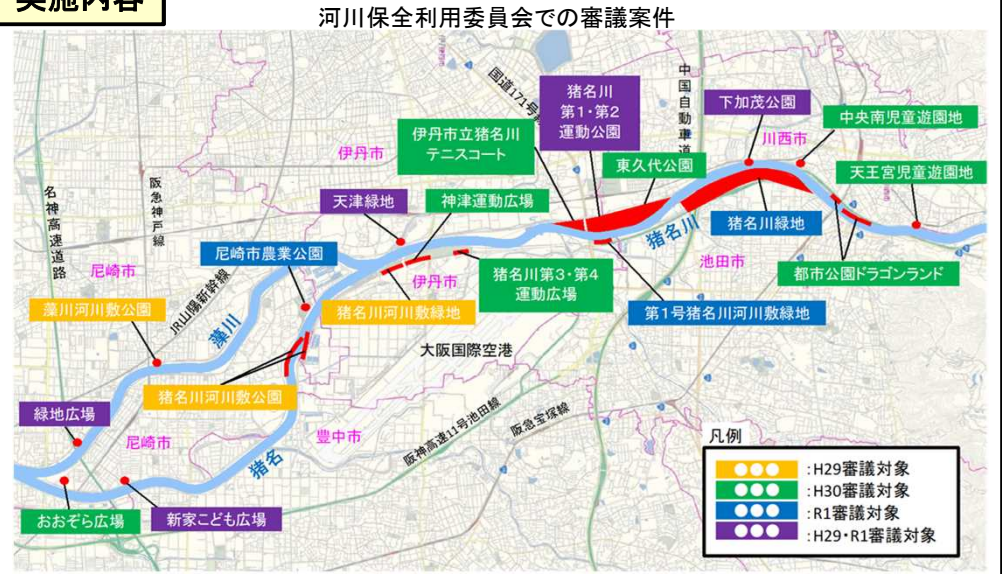 実施内容
河川保全利用委員会での審議案件
国道171号線
猪名川
第1・第2
運動公園
中国自動車道
下加茂公園
中央南児童遊園地
川西市
伊丹市立猪名川
テニスコート
東久代公園
天王宮児童遊園地
伊丹市
名神高速道路
阪急神戸線
天津緑地
神津運動広場
猪名川緑地
猪名川
池田市
都市公園ドラゴンランド
尼崎市農業公園
伊丹市
猪名川第3・第4
運動広場
尼崎市
JR山陽新幹線
藻川河川敷公園
藻川
猪名川河川敷緑地
第1号猪名川河川敷緑地
大阪国際空港
猪名川河川敷公園
緑地広場
尼崎市
豊中市
猪名
阪神高速11号池田線
阪急宝塚線
おおぞら広場
新家こども広場
凡例
●●●
:H29審議対象
●●●
:H30審議対象
●●●
:R1審議対象
●●●
:H29・R1審議対象